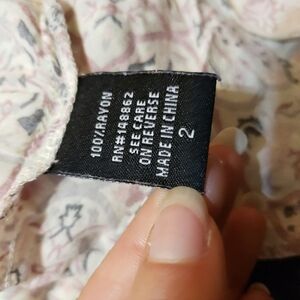 100%RAYON
RN#148862
SEE CARE
ON REVERSE
MADE IN CHINA
2